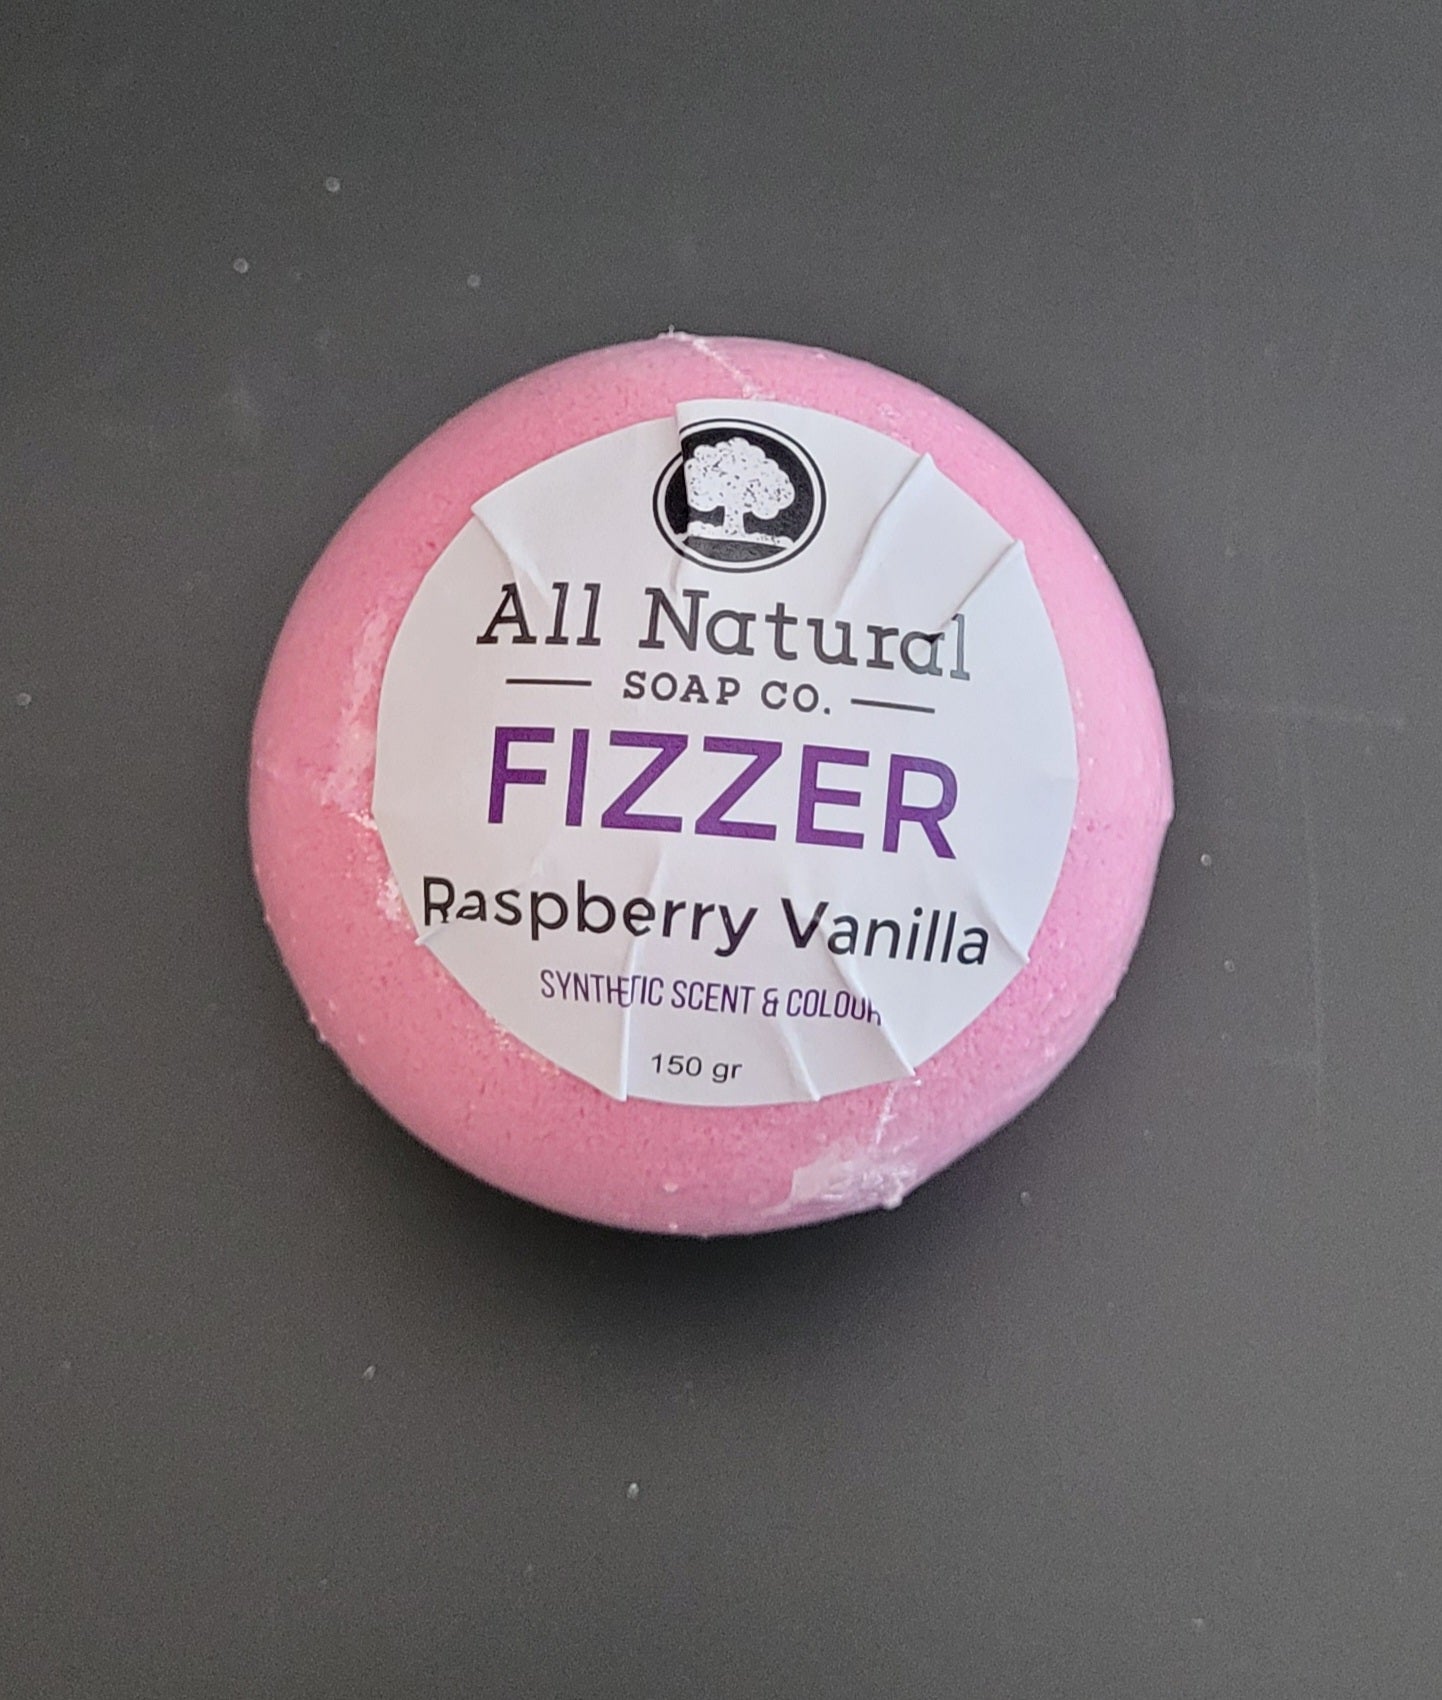 All Natural
SOAP CO.
FIZZER
Raspberry Vanilla
SYNTHETIC SCENT & COLOUR
150 gr